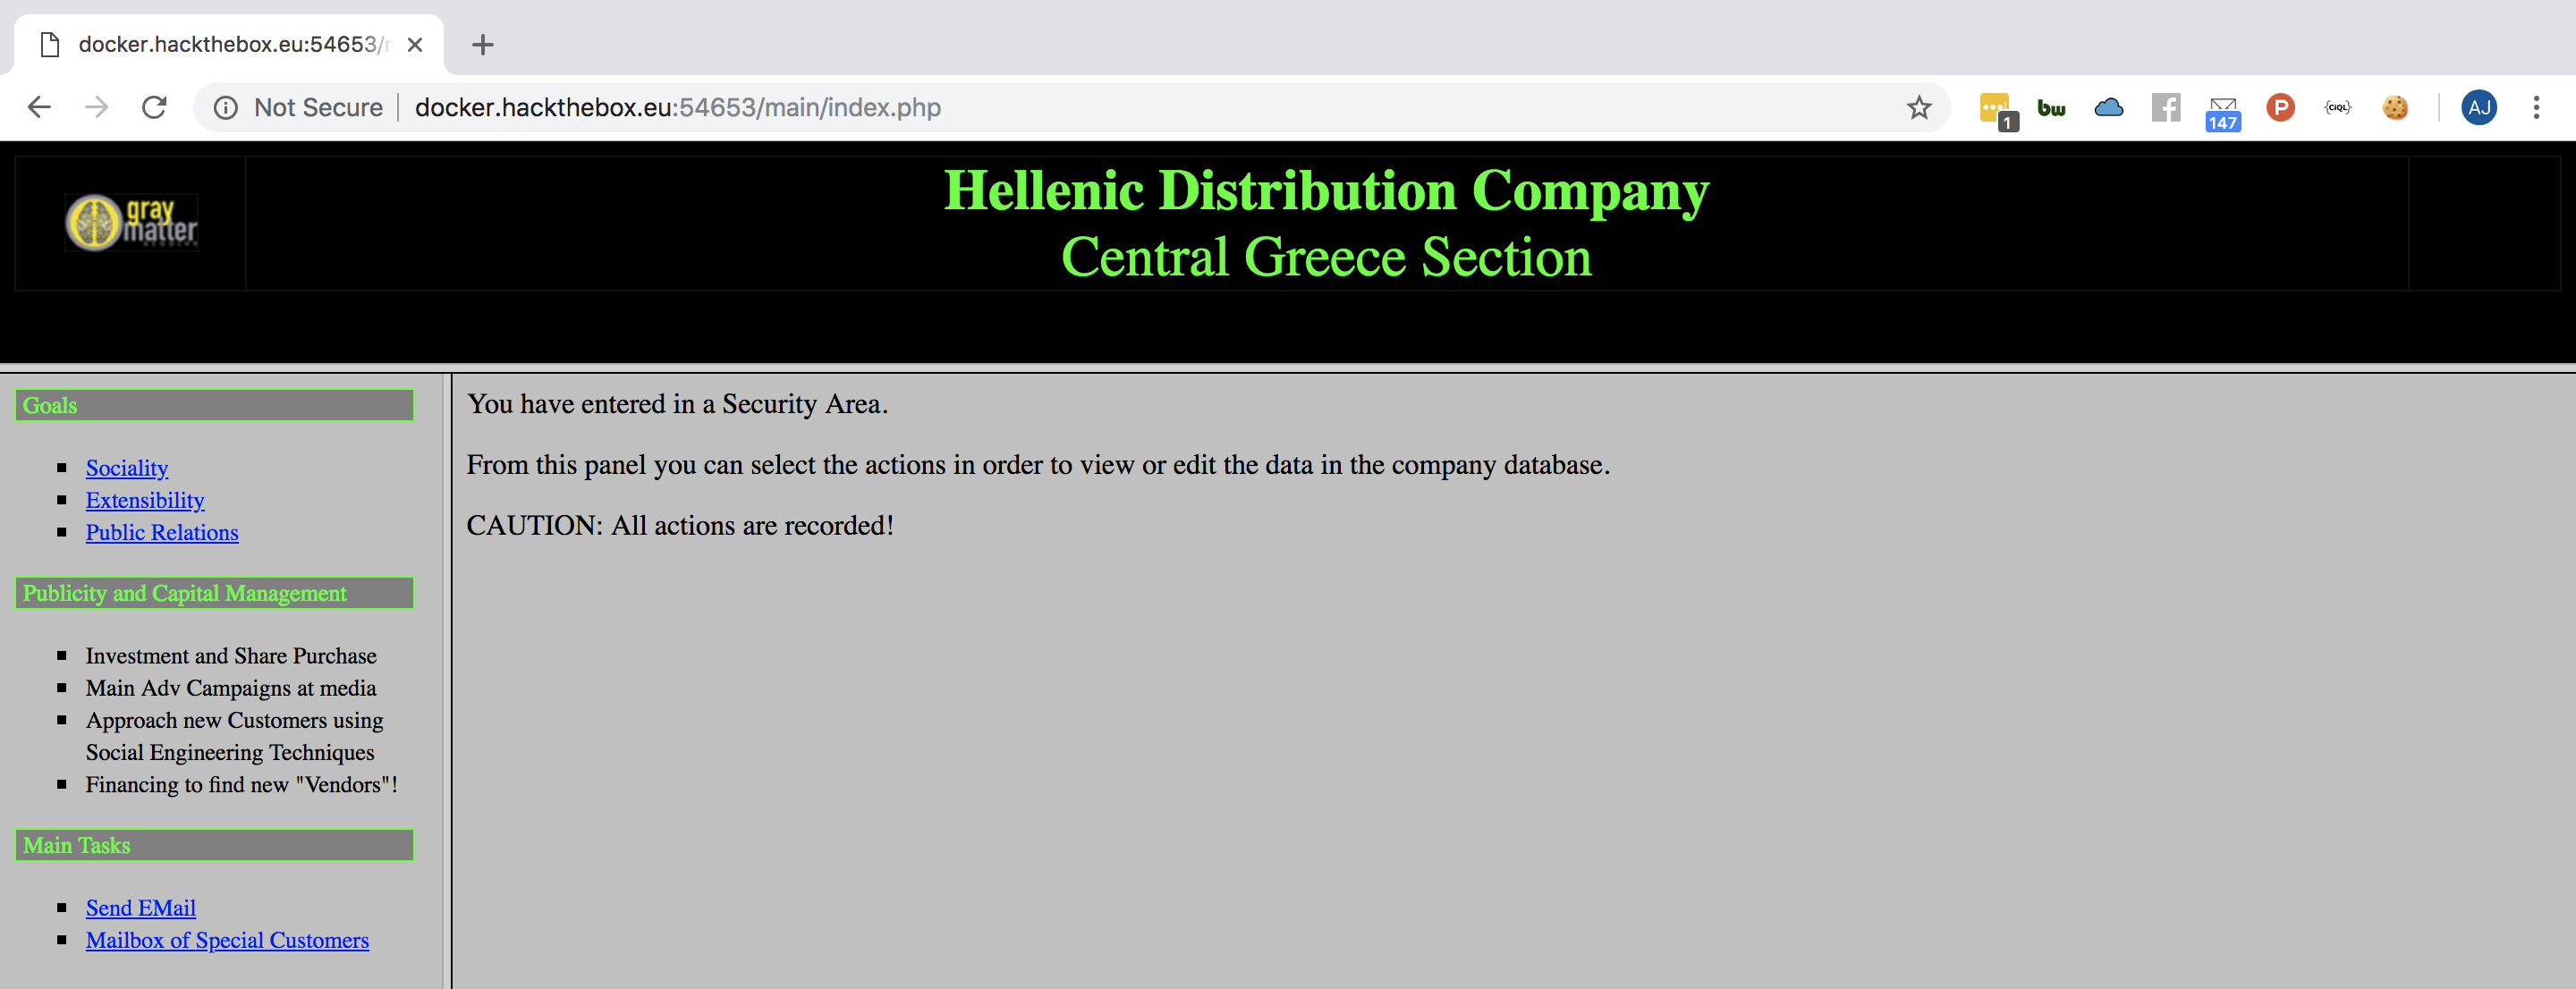 docker.hackthebox.eu:54653/
Not Secure docker.hackthebox.eu:54653/main/index.php
1
bw
147
P
{CIQL}
AJ
gray
matter
Hellenic Distribution Company
Central Greece Section
Goals
Sociality
Extensibility
Public Relations
Publicity and Capital Management
Investment and Share Purchase
Main Adv Campaigns at media
Approach new Customers using
Social Engineering Techniques
Financing to find new "Vendors"!
Main Tasks
Send EMail
Mailbox of Special Customers
You have entered in a Security Area.
From this panel you can select the actions in order to view or edit the data in the company database.
CAUTION: All actions are recorded!